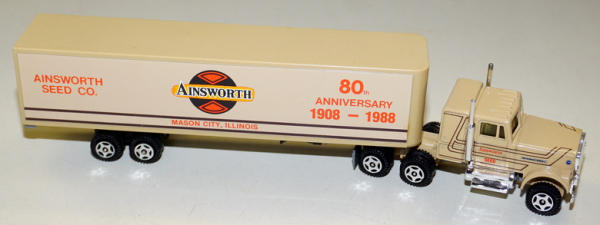 AINSWORTH
SEED CO.
AINSWORTH
MASON CITY, ILLINOIS
80th
ANNIVERSARY
1908 - 1988